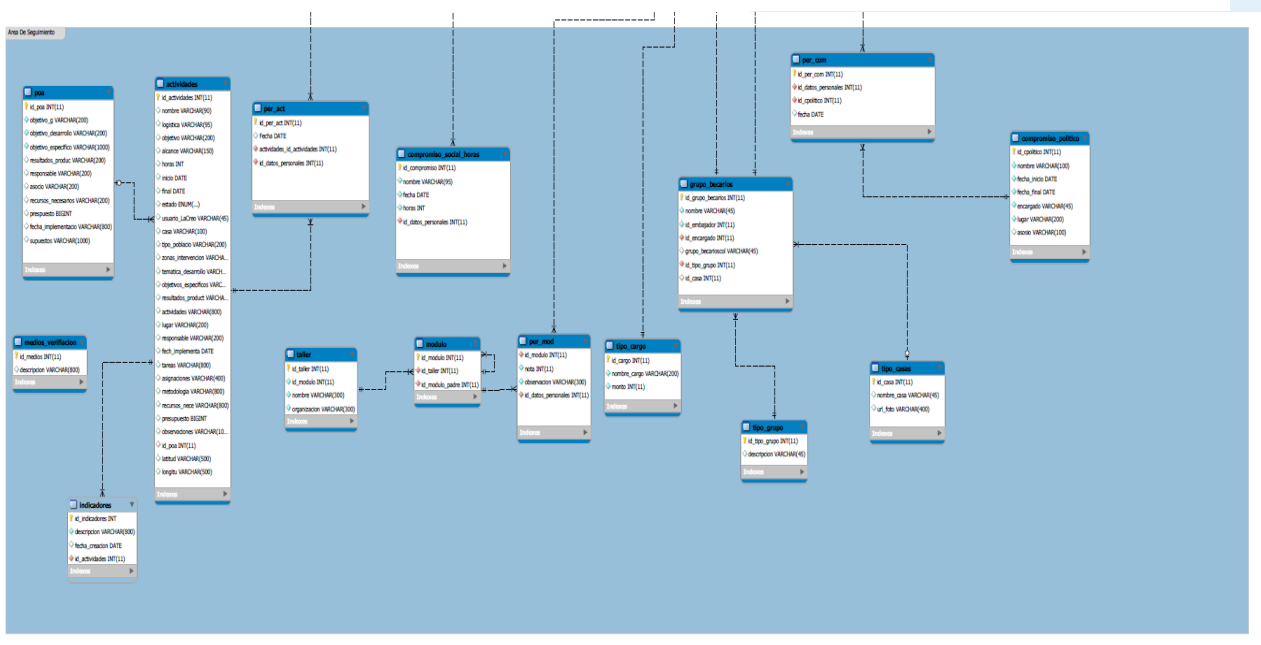 Area De Seguimiento
poa
id_poa INT(11)
objetivo_g VARCHAR(200)
objetivo_desarrollo VARCHAR(200)
objetivo_especifico VARCHAR(1000)
resultados_produc VARCHAR(200)
responsable VARCHAR(200)
asocio VARCHAR(200)
recursos_necesarios VARCHAR(200)
prespuesto BIGINT
fecha_implementacio VARCHAR(800)
supuestos VARCHAR(1000)
Indexes
actividades
id_actividades INT(11)
nombre VARCHAR(90)
logistica VARCHAR(95)
objetivo VARCHAR(200)
alcance VARCHAR(150)
horas INT
inicio DATE
final DATE
estado ENUM(...)
usuario_LaCreo VARCHAR(45)
casa VARCHAR(100)
tipo_poblacio VARCHAR(200)
zonas_intervencion VARCHA...
tematica_desarrollo VARCH...
objetivos_especificos VARC...
resultados_product VARCHA...
actividades VARCHAR(800)
lugar VARCHAR(200)
responsable VARCHAR(200)
fech_implementa DATE
tareas VARCHAR(800)
asignaciones VARCHAR(400)
metodologia VARCHAR(800)
recursos_nece VARCHAR(800)
presupuesto BIGINT
observaciones VARCHAR(10...
id_poa INT(11)
latitud VARCHAR(500)
longitu VARCHAR(500)
Indexes
per_act
id_per_act INT(11)
Fecha DATE
actividades_id_actividades INT(11)
id_datos_personales INT(11)
Indexes
compromiso_social_horas
id_compromiso INT(11)
nombre VARCHAR(95)
fecha DATE
horas INT
id_datos_personales INT(11)
Indexes
per_com
id_per_com INT(11)
id_datos_personales INT(11)
id_cpolitico INT(11)
fecha DATE
Indexes
compromiso_politico
id_cpolitico INT(11)
nombre VARCHAR(100)
fecha_inicio DATE
fecha_final DATE
encargado VARCHAR(45)
lugar VARCHAR(200)
asosio VARCHAR(100)
Indexes
grupo_becarios
id_grupo_becarios INT(11)
nombre VARCHAR(45)
id_embajador INT(11)
id_encargado INT(11)
grupo_becarioscol VARCHAR(45)
id_tipo_grupo INT(11)
id_casa INT(11)
Indexes
medios_verifiacion
id_medios INT(11)
descripcion VARCHAR(800)
Indexes
taller
id_taller INT(11)
id_modulo INT(11)
nombre VARCHAR(300)
organizacion VARCHAR(300)
Indexes
modulo
id_modulo INT(11)
id_taller INT(11)
id_modulo_padre INT(11)
Indexes
per_mod
id_modulo INT(11)
nota INT(11)
observacion VARCHAR(300)
id_datos_personales INT(11)
Indexes
tipo_cargo
id_cargo INT(11)
nombre_cargo VARCHAR(200)
monto INT(11)
Indexes
tipo_casas
id_casa INT(11)
nombre_casa VARCHAR(45)
url_foto VARCHAR(400)
Indexes
tipo_grupo
id_tipo_grupo INT(11)
descripcion VARCHAR(45)
Indexes
indicadores
id_indicadores INT
descripcion VARCHAR(800)
fecha_creacion DATE
id_actividades INT(11)
Indexes